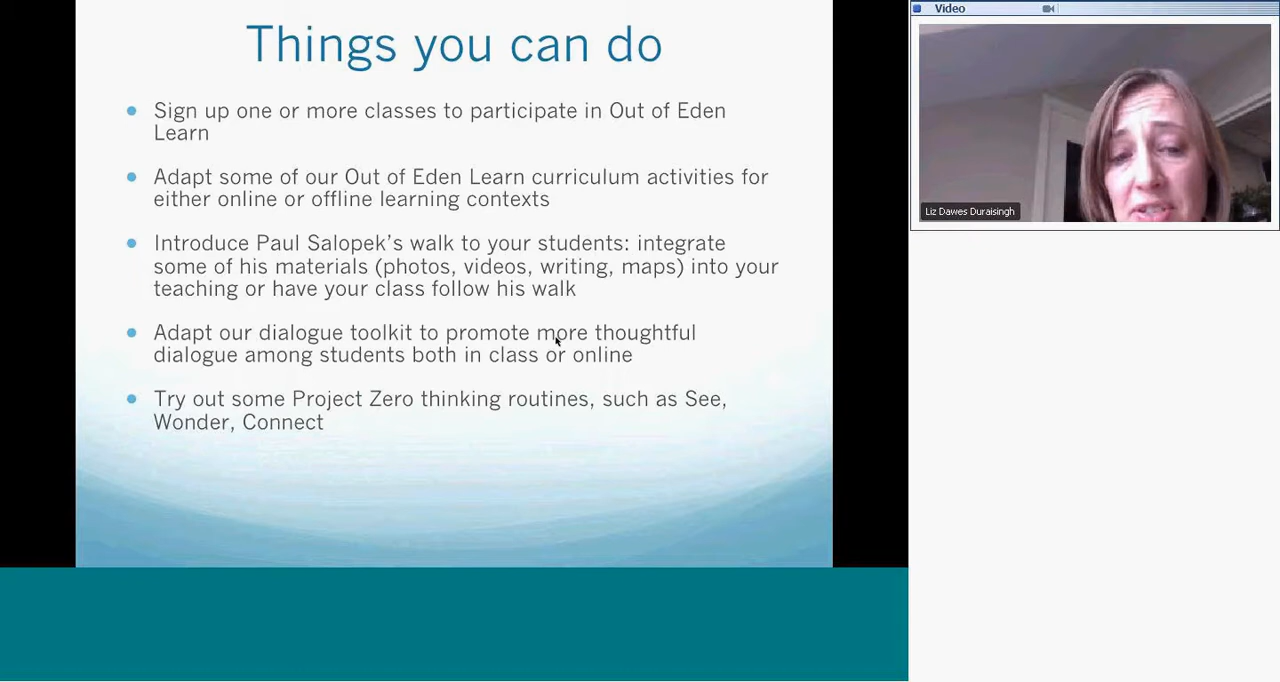 Things you can do
Sign up one or more classes to participate in Out of Eden
Learn
Adapt some of our Out of Eden Learn curriculum activities for
either online or offline learning contexts
Introduce Paul Salopek's walk to your students: integrate
some of his materials (photos, videos, writing, maps) into your
teaching or have your class follow his walk
Adapt our dialogue toolkit to promote more thoughtful
dialogue among students both in class or online
Try out some Project Zero thinking routines, such as See,
Wonder, Connect
Video
Liz Dawes Duraisingh